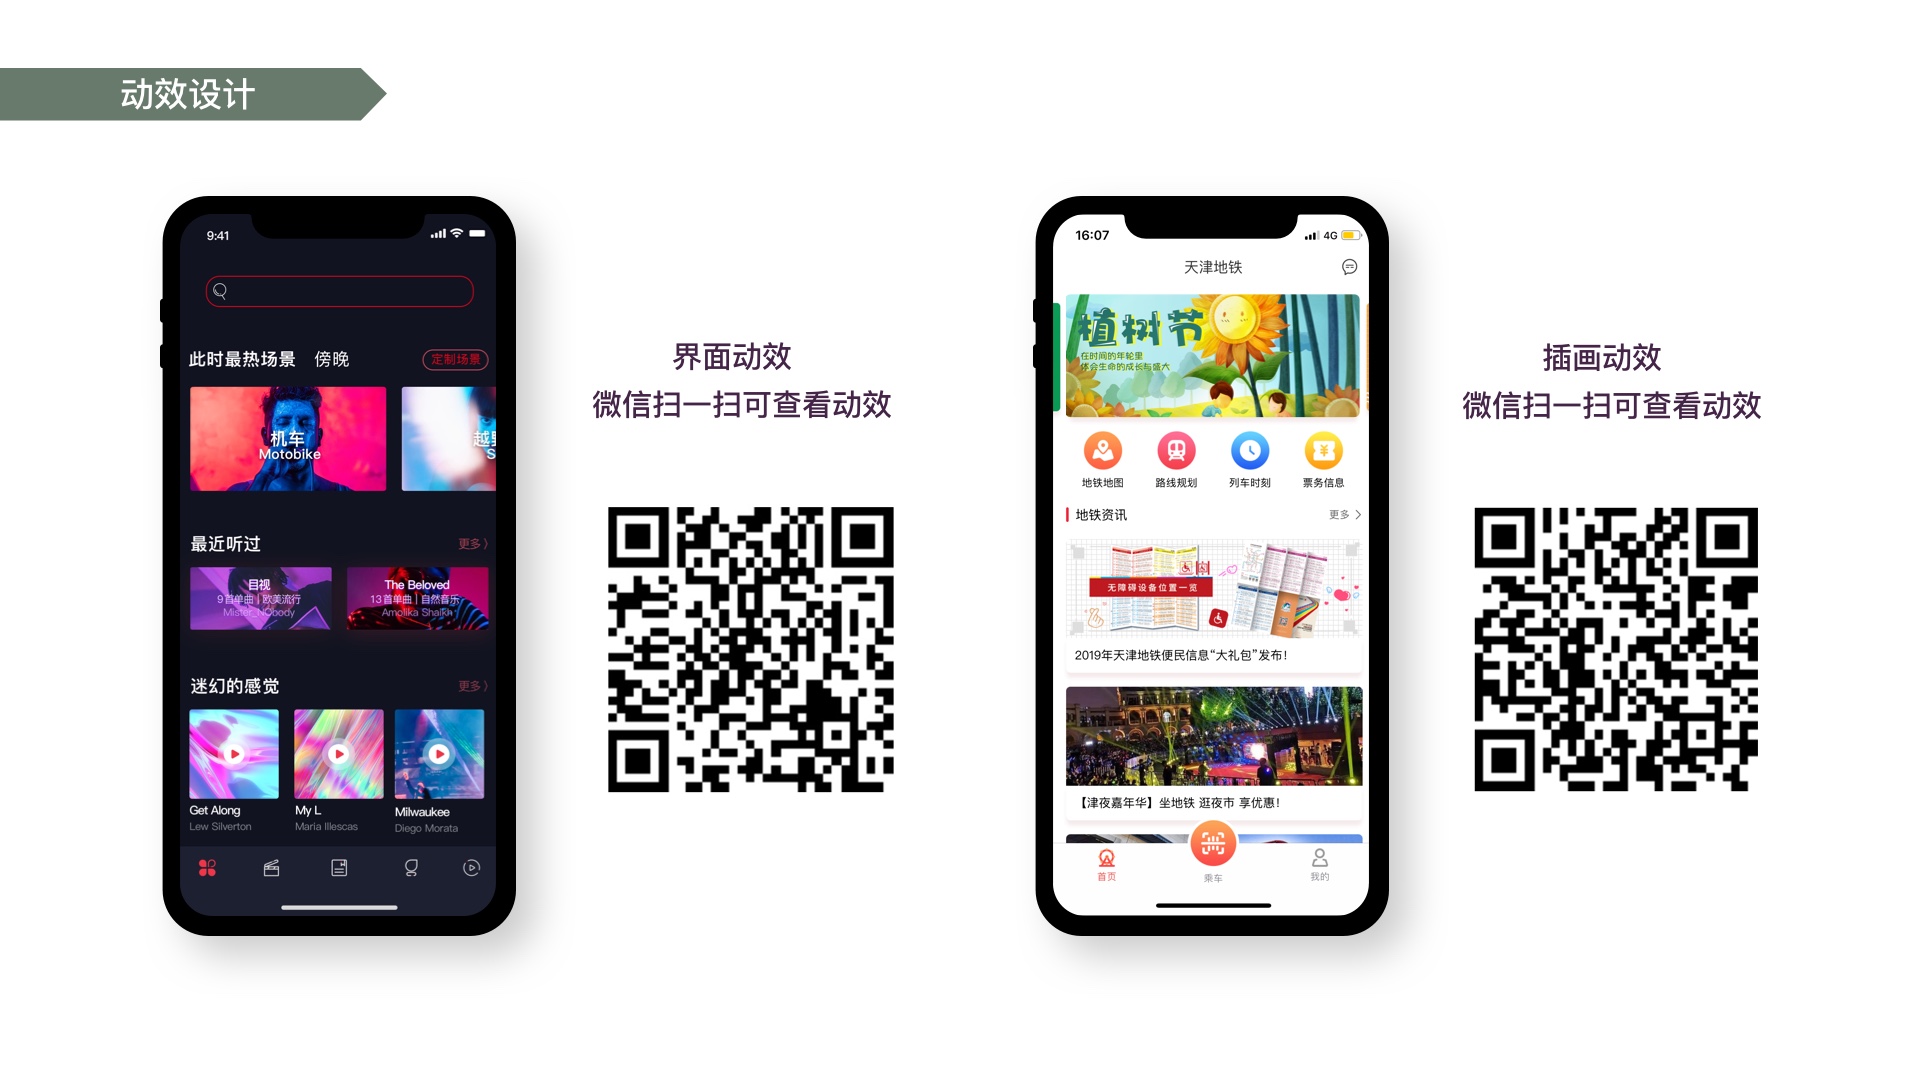 动效设计
9:41
此时最热场景 傍晚
定制场景
机车
Motobike
越野
S
最近听过
更多〉
目视
9首单曲 | 欧美流行
Mister_NObody
The Beloved
13首单曲 | 自然音乐
Amolika Shaikh
迷幻的感觉
更多〉
Get Along
Lew Silverton
My L
Maria Illescas
Milwaukee
Diego Morata
界面动效
微信扫一扫可查看动效
16:07
4G
天津地铁
植树节
在时间的年轮里
体会生命的成长与盛大
地铁地图
路线规划
列车时刻
票务信息
地铁资讯
更多
无障碍设备位置一览
2019年天津地铁便民信息“大礼包”发布!
【津夜嘉年华】坐地铁 逛夜市 享优惠!
首页
乘车
我的
插画动效
微信扫一扫可查看动效